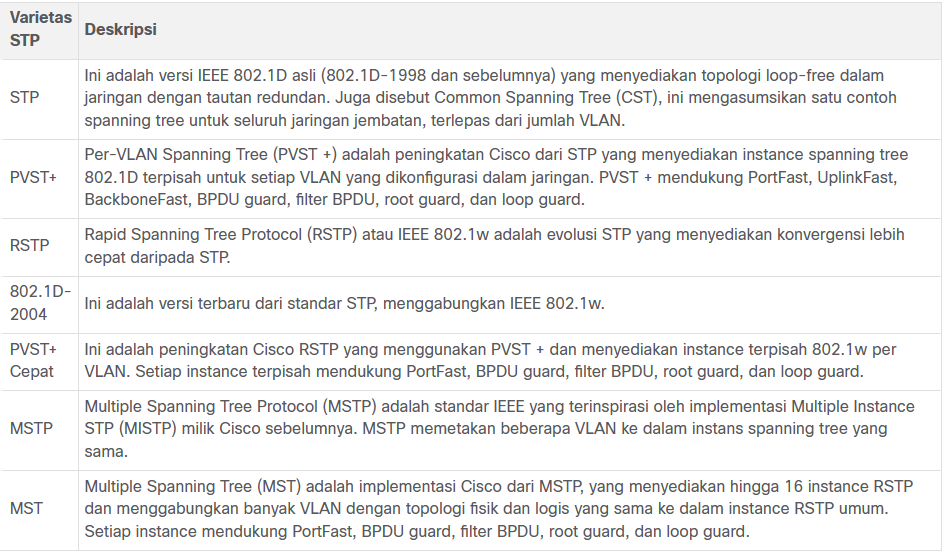 Varietas
STP
Deskripsi
STP
Ini adalah versi IEEE 802.1D asli (802.1D-1998 dan sebelumnya) yang menyediakan topologi loop-free dalam
jaringan dengan tautan redundan. Juga disebut Common Spanning Tree (CST), ini mengasumsikan satu contoh
spanning tree untuk seluruh jaringan jembatan, terlepas dari jumlah VLAN.
PVST+
Per-VLAN Spanning Tree (PVST +) adalah peningkatan Cisco dari STP yang menyediakan instance spanning tree
802.1D terpisah untuk setiap VLAN yang dikonfigurasi dalam jaringan. PVST + mendukung PortFast, UplinkFast,
BackboneFast, BPDU guard, filter BPDU, root guard, dan loop guard.
RSTP
Rapid Spanning Tree Protocol (RSTP) atau IEEE 802.1w adalah evolusi STP yang menyediakan konvergensi lebih
cepat daripada STP.
802.1D-
2004
Ini adalah versi terbaru dari standar STP, menggabungkan IEEE 802.1w.
PVST+
Cepat
Ini adalah peningkatan Cisco RSTP yang menggunakan PVST + dan menyediakan instance terpisah 802.1w per
VLAN. Setiap instance terpisah mendukung PortFast, BPDU guard, filter BPDU, root guard, dan loop guard.
MSTP
Multiple Spanning Tree Protocol (MSTP) adalah standar IEEE yang terinspirasi oleh implementasi Multiple Instance
STP (MISTP) milik Cisco sebelumnya. MSTP memetakan beberapa VLAN ke dalam instans spanning tree yang
sama.
MST
Multiple Spanning Tree (MST) adalah implementasi Cisco dari MSTP, yang menyediakan hingga 16 instance RSTP
dan menggabungkan banyak VLAN dengan topologi fisik dan logis yang sama ke dalam instance RSTP umum.
Setiap instance mendukung PortFast, BPDU guard, filter BPDU, root guard, dan loop guard.